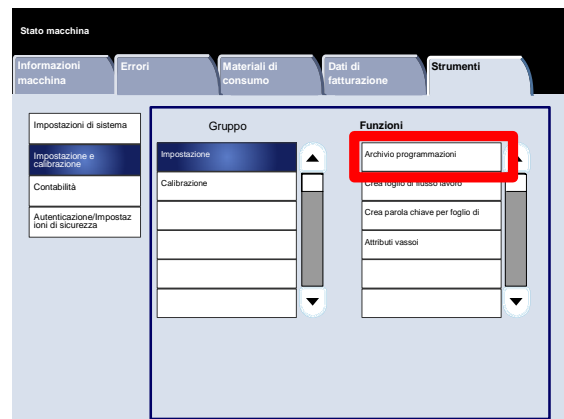 Stato macchina
Informazioni macchina
Errori
Materiali di consumo
Dati di fatturazione
Strumenti
Impostazioni di sistema
Impostazione e calibrazione
Contabilità
Autenticazione/Impostaz ioni di sicurezza
Gruppo
Impostazione
Calibrazione
Funzioni
Archivio programmazioni
Crea foglio di flusso lavoro
Crea parola chiave per foglio di
Attributi vassoi